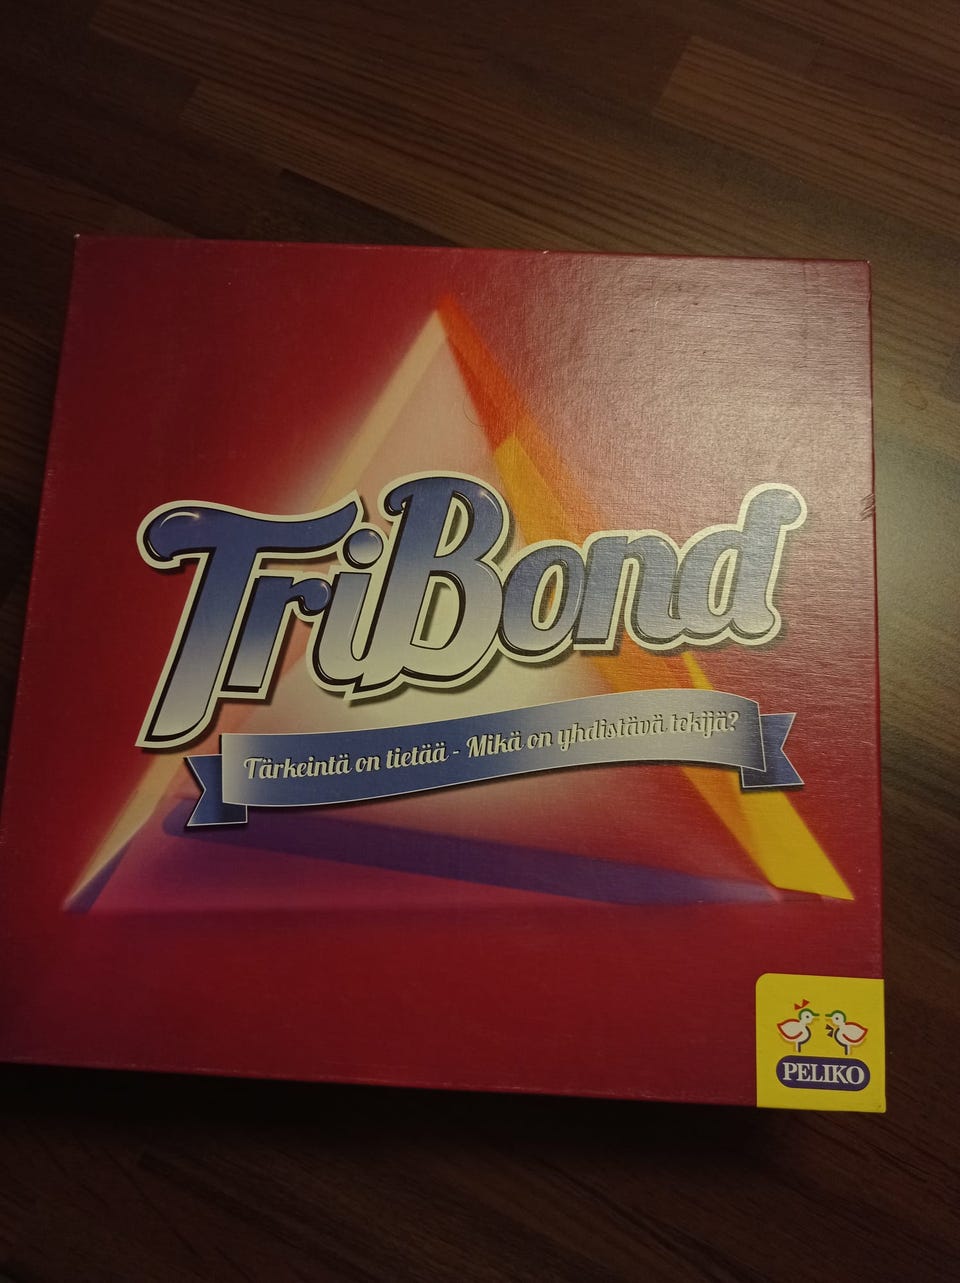 TriBond
Tärkeintä on tietää - Mikä on yhdistävä tekijä?
PELIKO